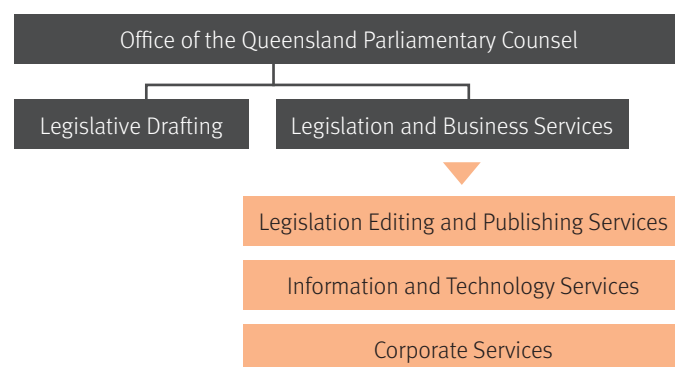 Office of the Queensland Parliamentary Counsel
Legislative Drafting
Legislation and Business Services
Legislation Editing and Publishing Services
Information and Technology Services
Corporate Services